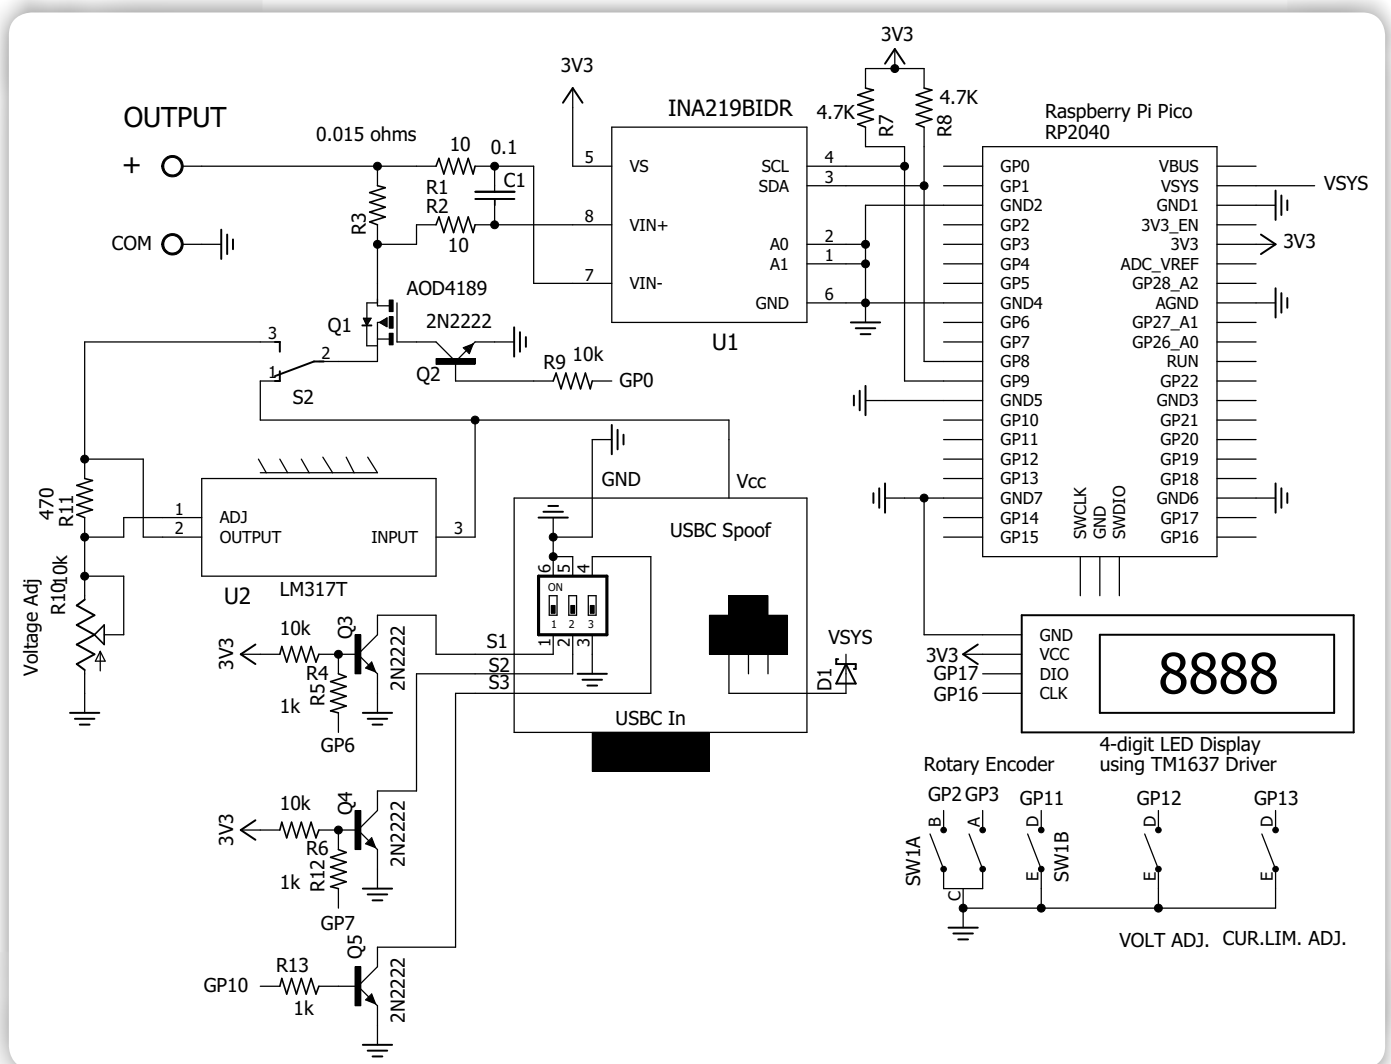 3V3
3V3
INA219BIDR
4.7K
4.7K
R7
R8
Raspberry Pi Pico
RP2040
OUTPUT
0.015 ohms
+
10
0.1
R1
R2
10
C1
R3
COM
5
VS
SCL
4
SDA
3
8
VIN+
A0
2
A1
1
7
VIN-
GND
6
U1
GP0
GP1
GND2
GP2
GP3
GP4
GP5
GND4
GP6
GP7
GP8
GP9
GND5
GP10
GP11
GP12
GP13
GND7
GP14
GP15
VBUS
VSYS
GND1
3V3_EN
3V3
ADC_VREF
GP28_A2
AGND
GP27_A1
GP26_A0
RUN
GP22
GND3
GP21
GP20
GP19
GP18
GND6
GP17
GP16
SWCLK
GND
SWDIO
VSYS
3V3
AOD4189
2N2222
Q1
Q2
R9
10k
GP0
3
2
1
S2
470
R11
1
ADJ
2
OUTPUT
INPUT
3
U2
LM317T
Voltage Adj
R10
10k
GND
Vcc
USBC Spoof
6
5
4
ON
1
2
3
1
2
3
S1
S2
S3
USBC In
VSYS
D1
3V3
10k
R4
R5
1k
GP6
Q3
2N2222
3V3
10k
R6
R12
1k
GP7
Q4
2N2222
GP10
R13
1k
Q5
2N2222
GND
VCC
DIO
CLK
3V3
GP17
GP16
8888
4-digit LED Display
using TM1637 Driver
Rotary Encoder
GP2
GP3
GP11
GP12
GP13
B
A
D
D
D
SW1A
SW1B
C
E
E
E
VOLT ADJ.
CUR.LIM. ADJ.